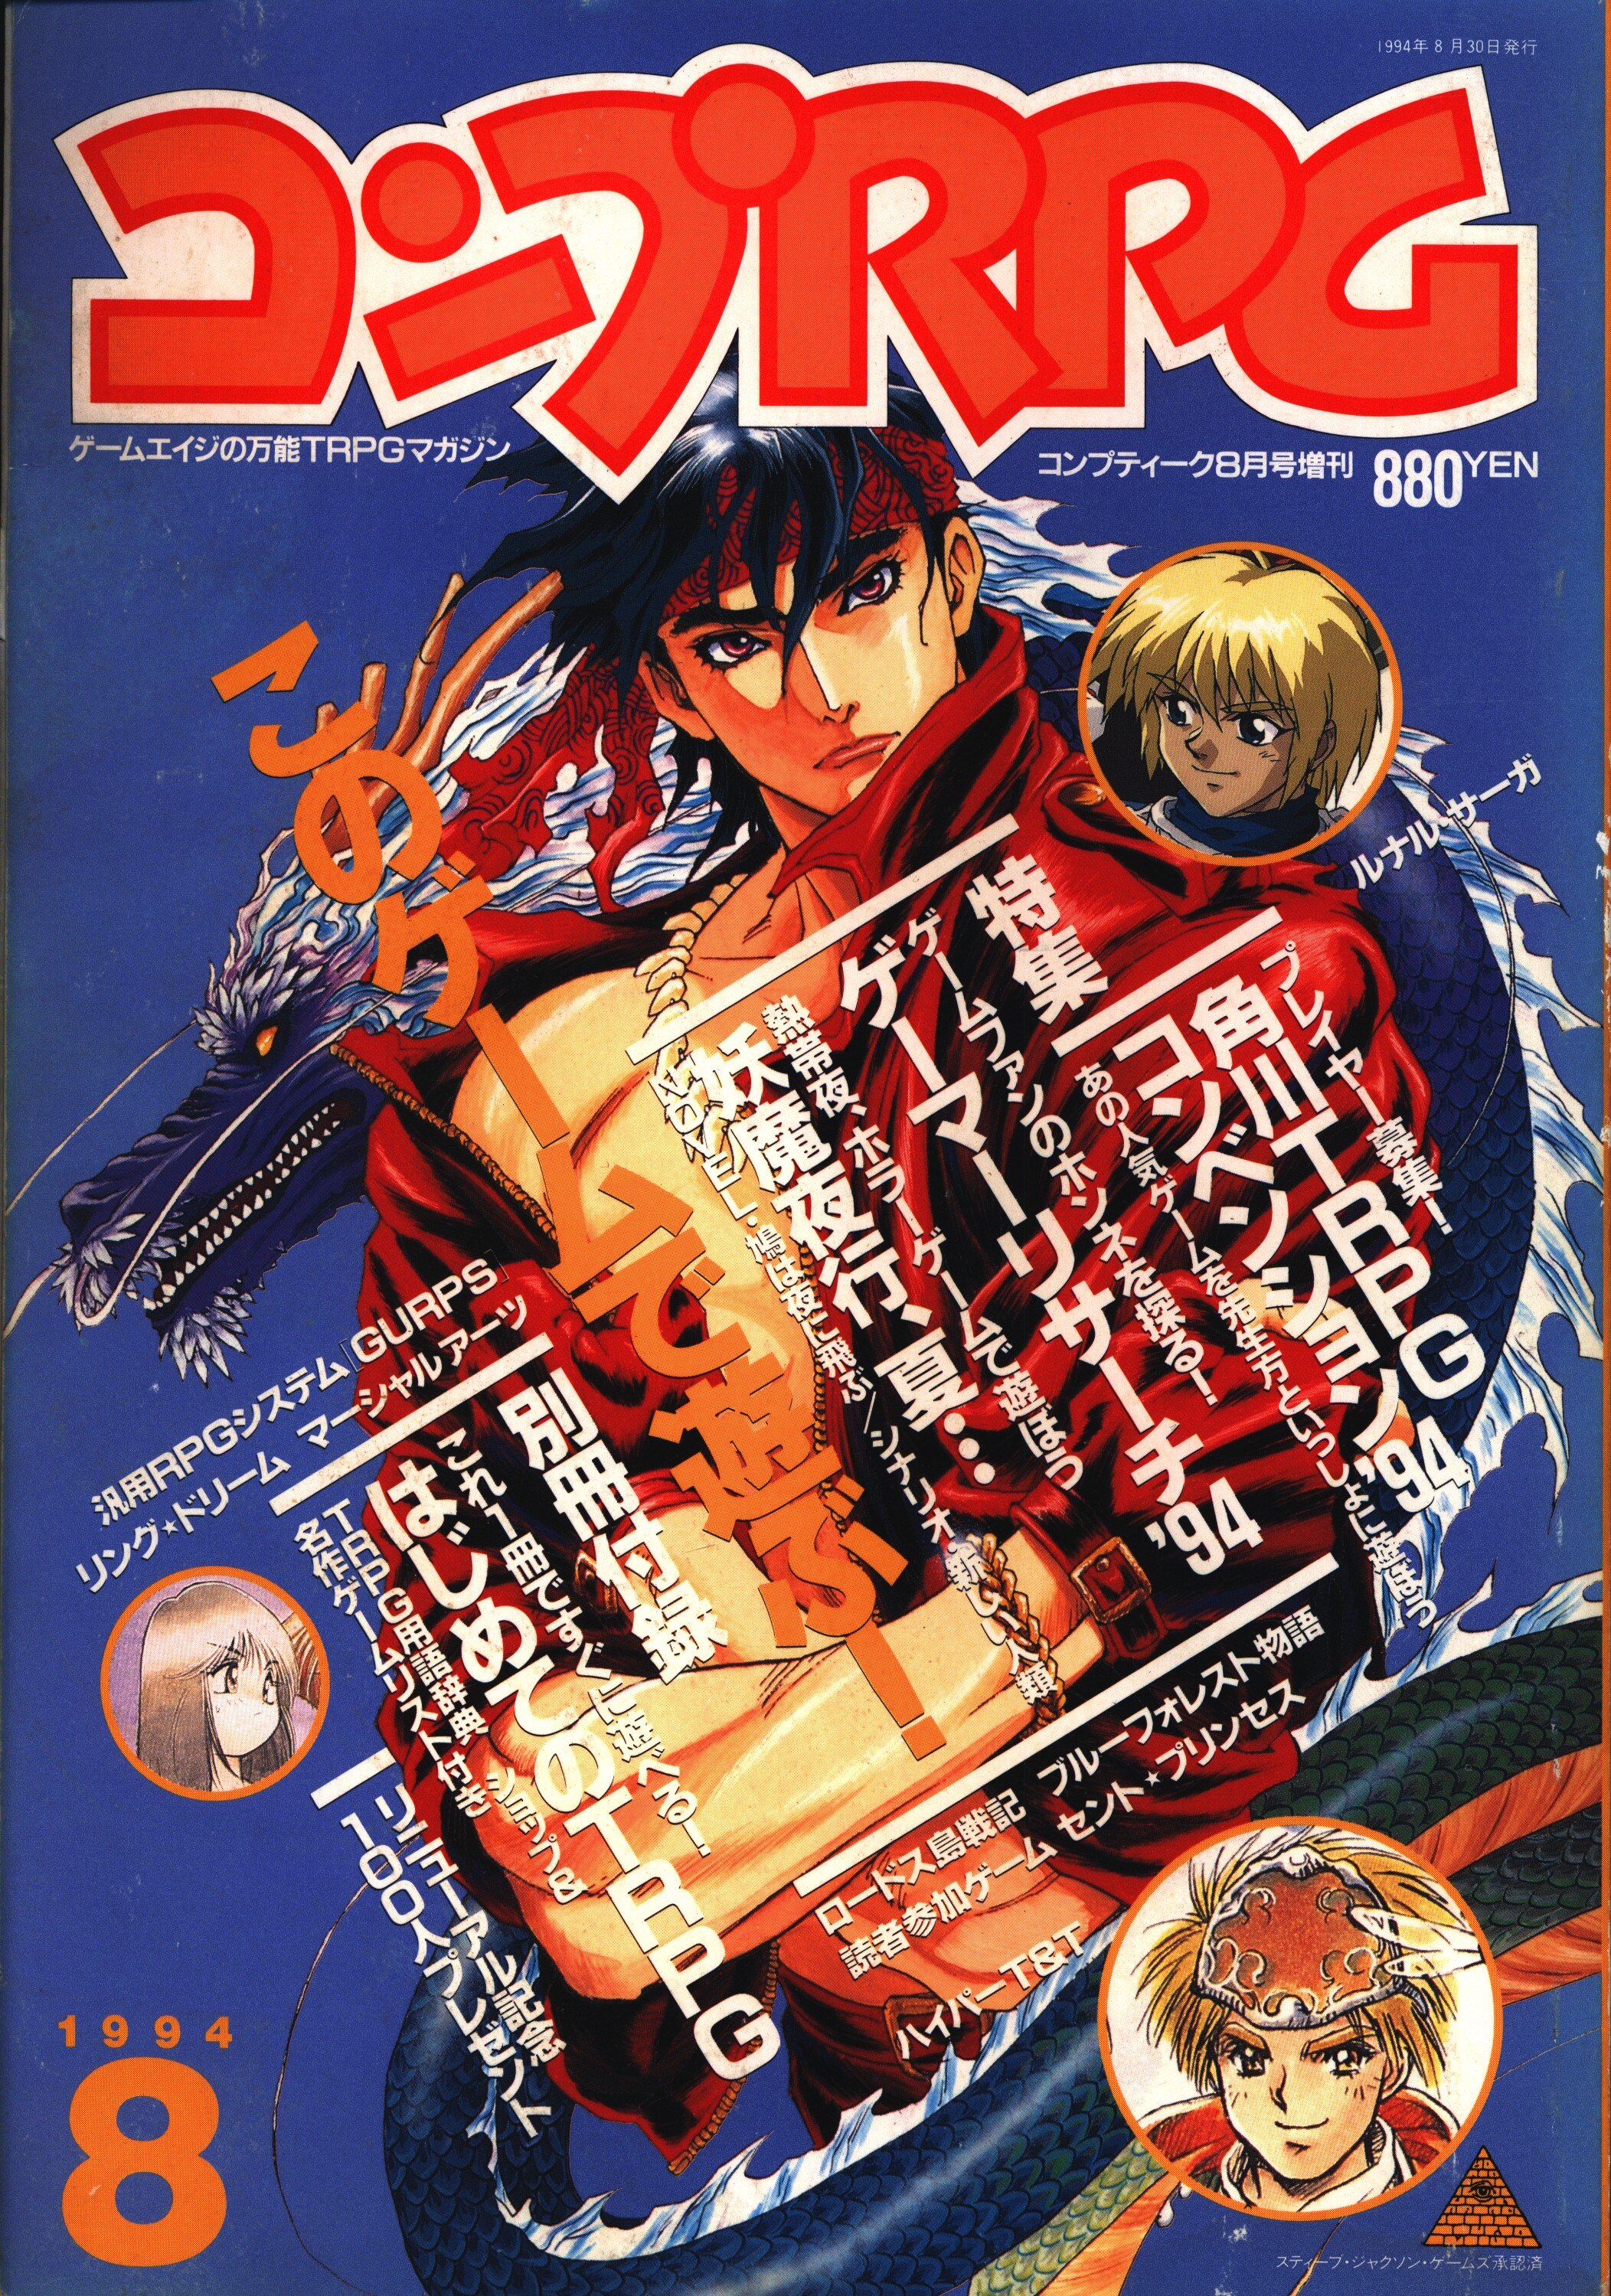 1994年8月30日発行
コンプRPG
ゲームエイジの万能TRPGマガジン
コンプティーク8月号増刊 880YEN
このゲームで遊ぶ!
ルナル・サーガ
プレイヤー募集!
角川TRPG
コンベンション'94
あの人気ゲームを先生方といっしょに遊ぼう
特集
ゲームファンのホンネを探る!
ゲーマーリサーチ'94
熱帯夜、ホラーゲームで遊ぼう
妖魔夜行、夏…
NOVEL・鳩は夜に飛ぶ/シナリオ・新しい人類
汎用RPGシステム「GURPS」
リング★ドリーム マーシャルアーツ
別冊付録
これ1冊ですぐに遊べる!
はじめてのTRPG
TRPG用語辞典 ショップ&
名作ゲームリスト付き
リニューアル記念
100人プレゼント
ロードス島戦記 ブルーフォレスト物語
読者参加ゲーム セント★プリンセス
ハイパーT&T
1994
8
スティーブ・ジャクソン・ゲームズ承認済